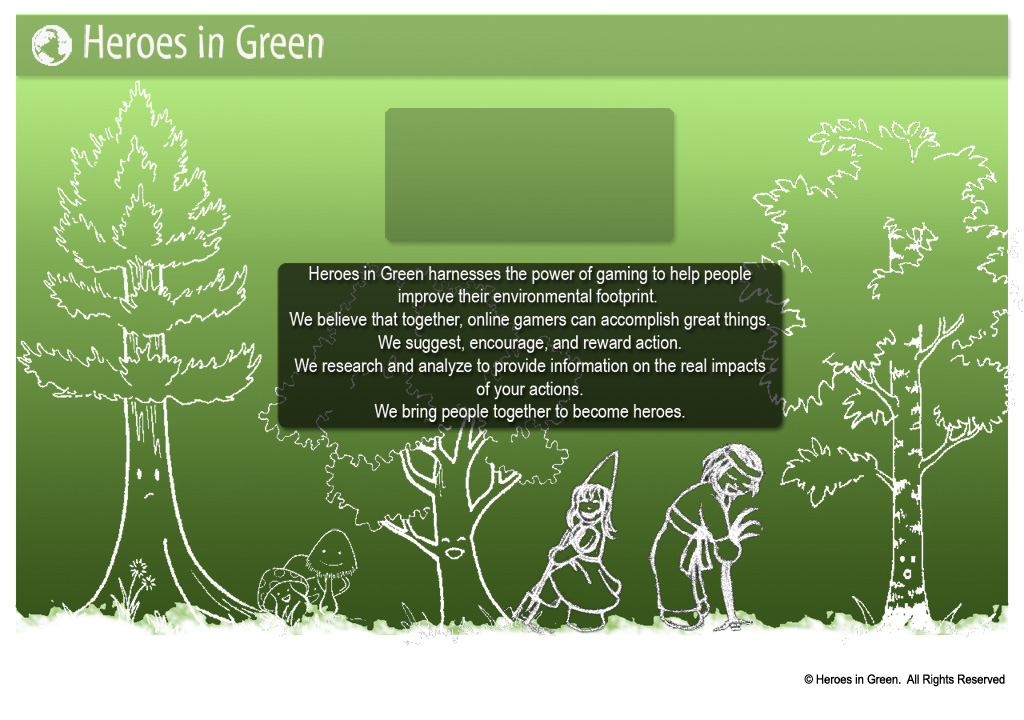 Heroes in Green
Heroes in Green harnesses the power of gaming to help people
improve their environmental footprint.
We believe that together, online gamers can accomplish great things.
We suggest, encourage, and reward action.
We research and analyze to provide information on the real impacts
of your actions.
We bring people together to become heroes.
© Heroes in Green.  All Rights Reserved